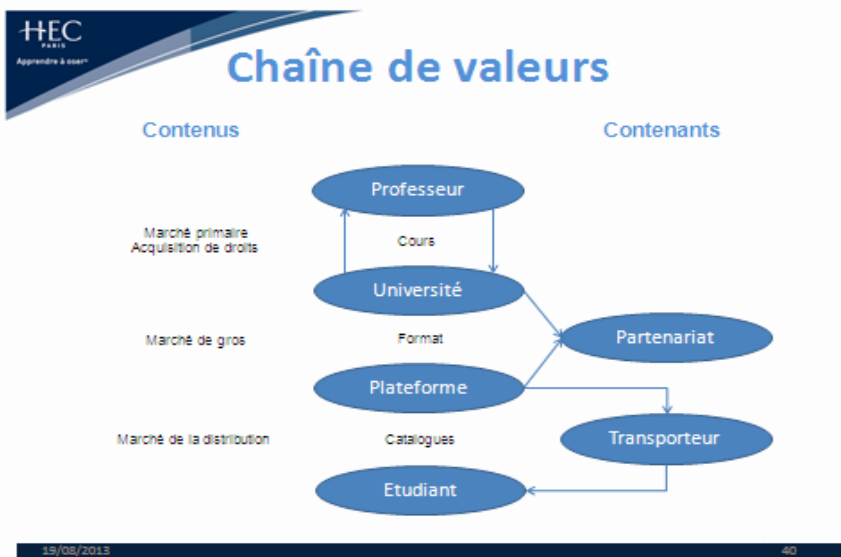 HEC
PARIS
Apprendre à oser™
Chaîne de valeurs
Contenus
Contenants
Professeur
Marché primaire
Acquisition de droits
Cours
Université
Marché de gros
Format
Partenariat
Plateforme
Marché de la distribution
Catalogues
Transporteur
Etudiant
19/08/2013
40